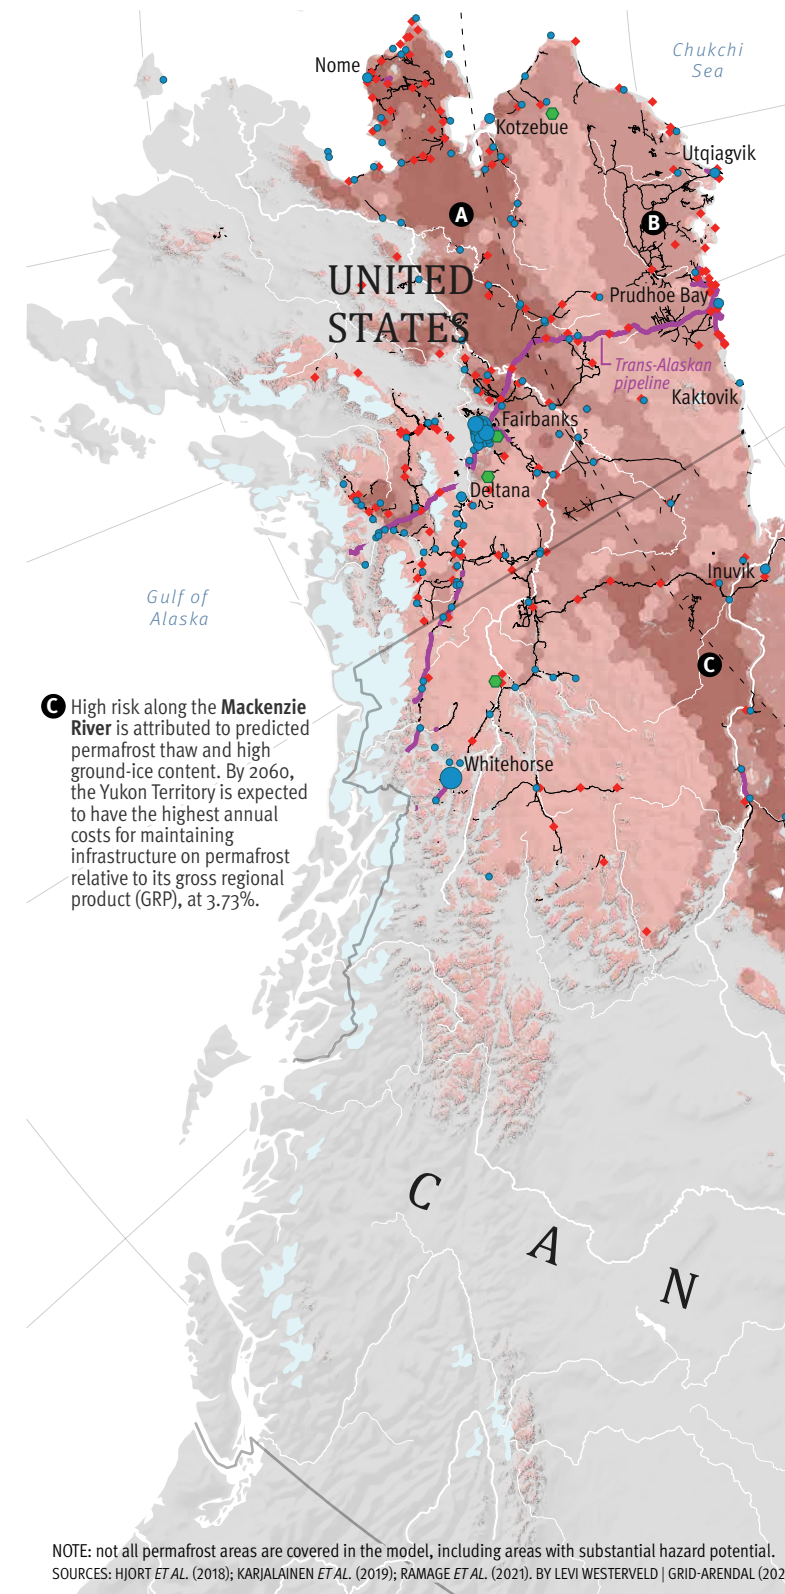 Chukchi
Sea
Nome
Kotzebue
Utqiagvik
A
B
UNITED
STATES
Prudhoe Bay
Trans-Alaskan
pipeline
Kaktovik
Fairbanks
Deltana
Inuvik
Gulf of
Alaska
C
C High risk along the Mackenzie
River is attributed to predicted
permafrost thaw and high
ground-ice content. By 2060,
the Yukon Territory is expected
to have the highest annual
costs for maintaining
infrastructure on permafrost
relative to its gross regional
product (GRP), at 3.73%.
Whitehorse
C
A
N
NOTE: not all permafrost areas are covered in the model, including areas with substantial hazard potential.
SOURCES: HJORT ET AL. (2018); KARJALAINEN ET AL. (2019); RAMAGE ET AL. (2021). BY LEVI WESTERVELD | GRID-ARENDAL (202